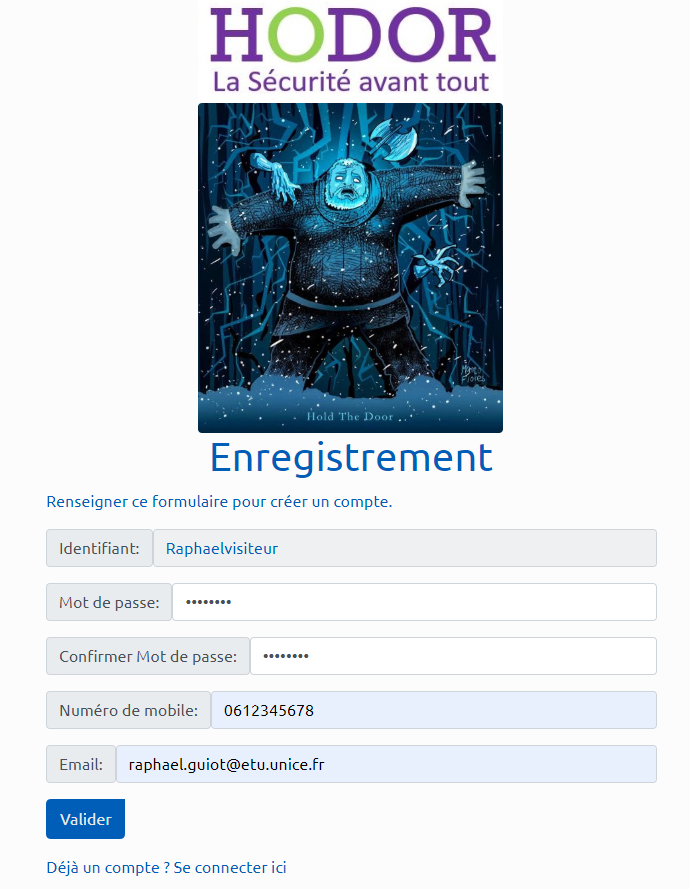 HODOR
La Sécurité avant tout
Hold The Door
Enregistrement
Renseigner ce formulaire pour créer un compte.
Identifiant: Raphaelvisiteur
Mot de passe: ••••••••
Confirmer Mot de passe: ••••••••
Numéro de mobile: 0612345678
Email: raphael.guiot@etu.unice.fr
Valider
Déjà un compte ? Se connecter ici